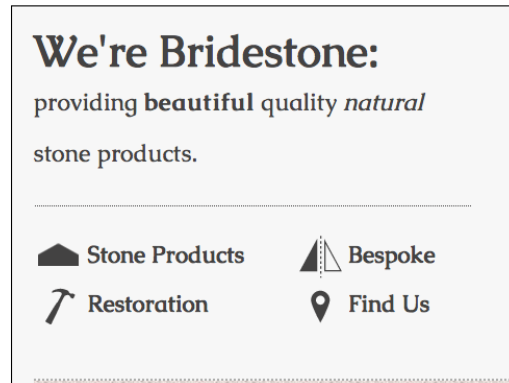 We're Bridestone:
providing beautiful quality natural
stone products.
Stone Products
Bespoke
Restoration
Find Us